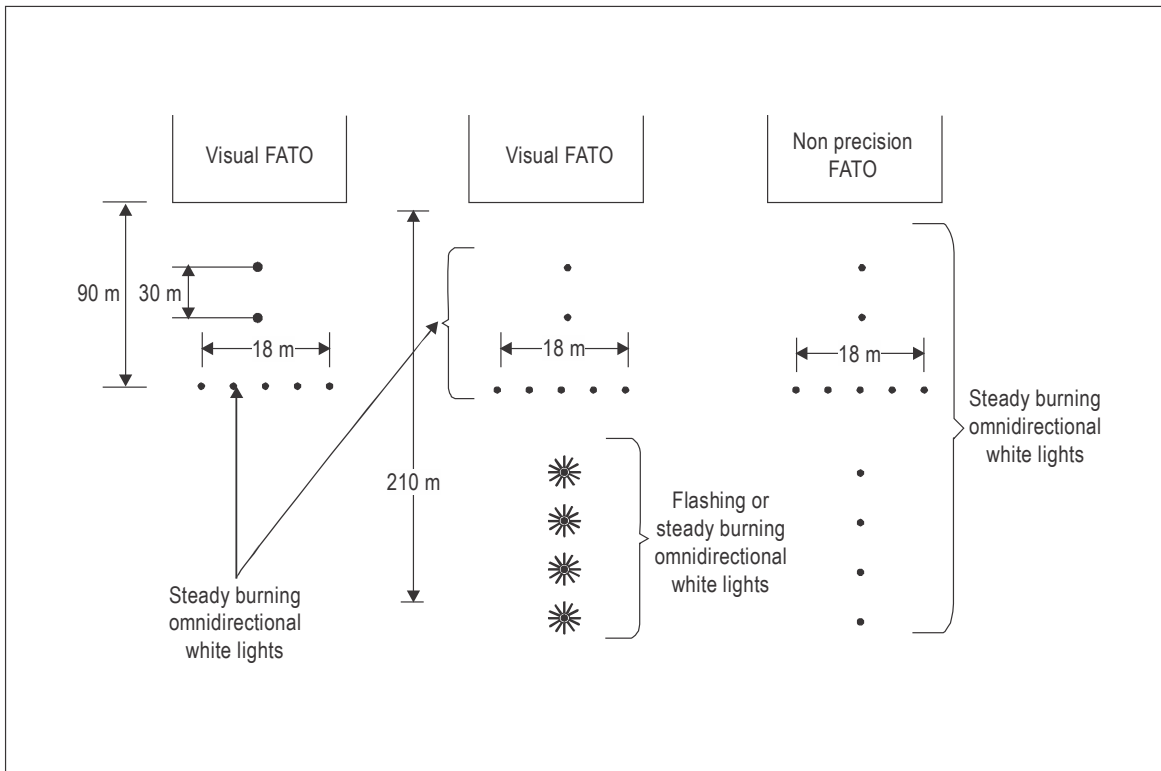 Visual FATO
Visual FATO
Non precision
FATO
90 m
30 m
18 m
18 m
18 m
210 m
Steady burning
omnidirectional
white lights
Flashing or
steady burning
omnidirectional
white lights
Steady burning
omnidirectional
white lights